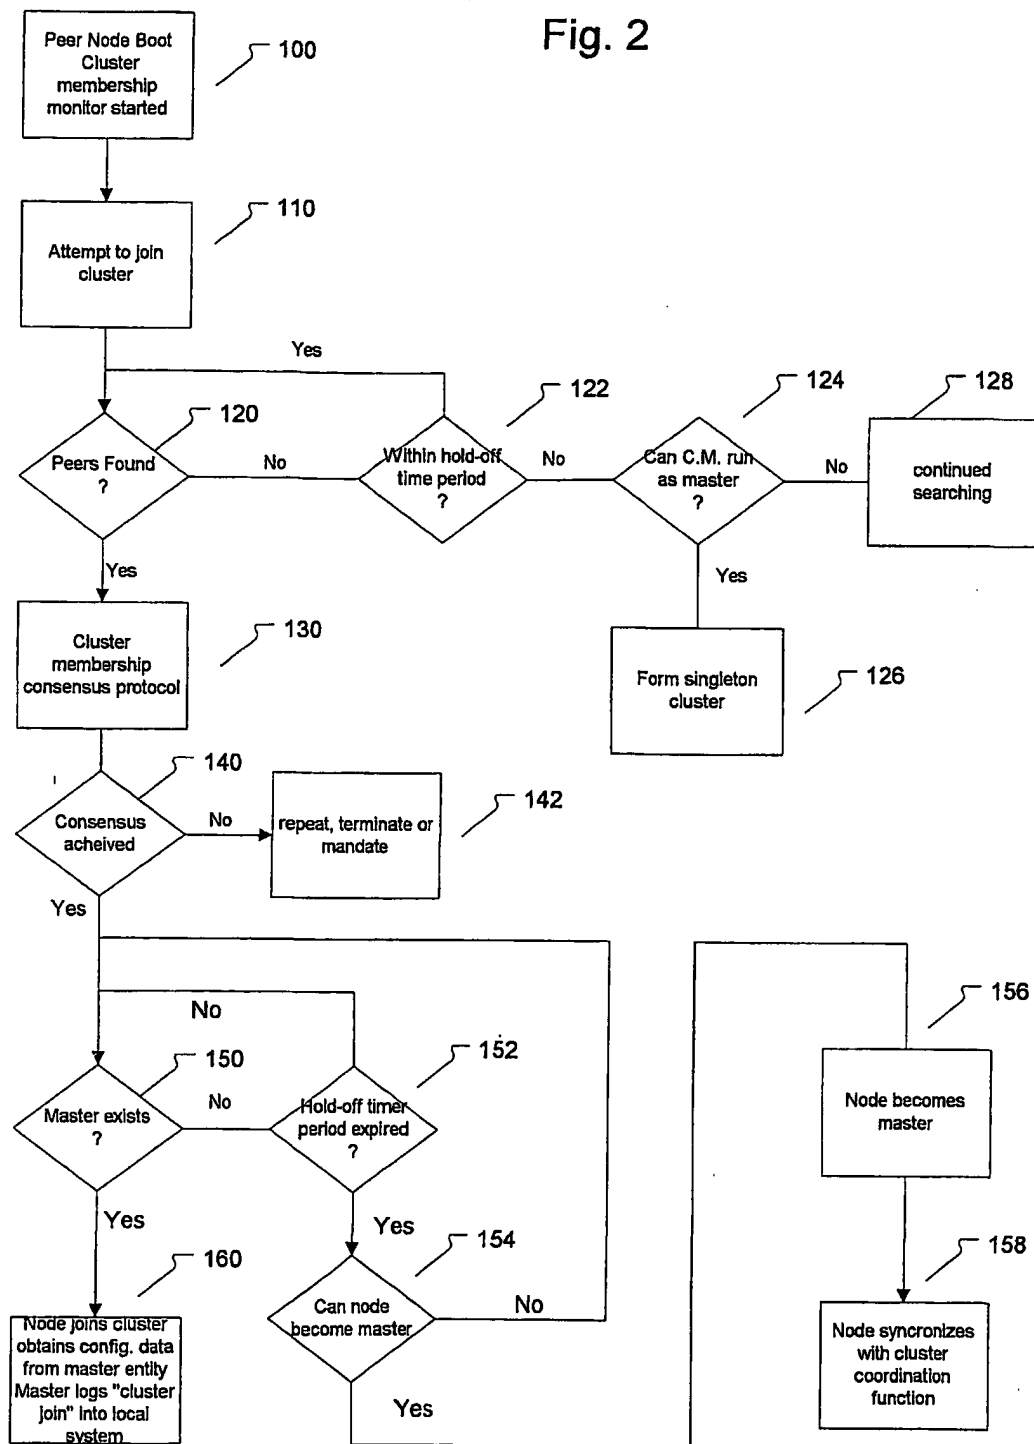 Fig. 2
Peer Node Boot
Cluster
membership
monitor started
100
Attempt to join
cluster
110
Yes
Peers Found
?
120
No
Within hold-off
time period
?
122
No
Can C.M. run
as master
?
124
No
continued
searching
128
Yes
Yes
Cluster
membership
consensus protocol
130
Form singleton
cluster
126
Consensus
acheived
140
No
repeat, terminate or
mandate
142
Yes
No
Master exists
?
150
No
Hold-off timer
period expired
?
152
Node becomes
master
156
Yes
Yes
Can node
become master
154
No
Node syncronizes
with cluster
coordination
function
158
Node joins cluster
obtains config. data
from master entity
Master logs "cluster
join" into local
system
160
Yes